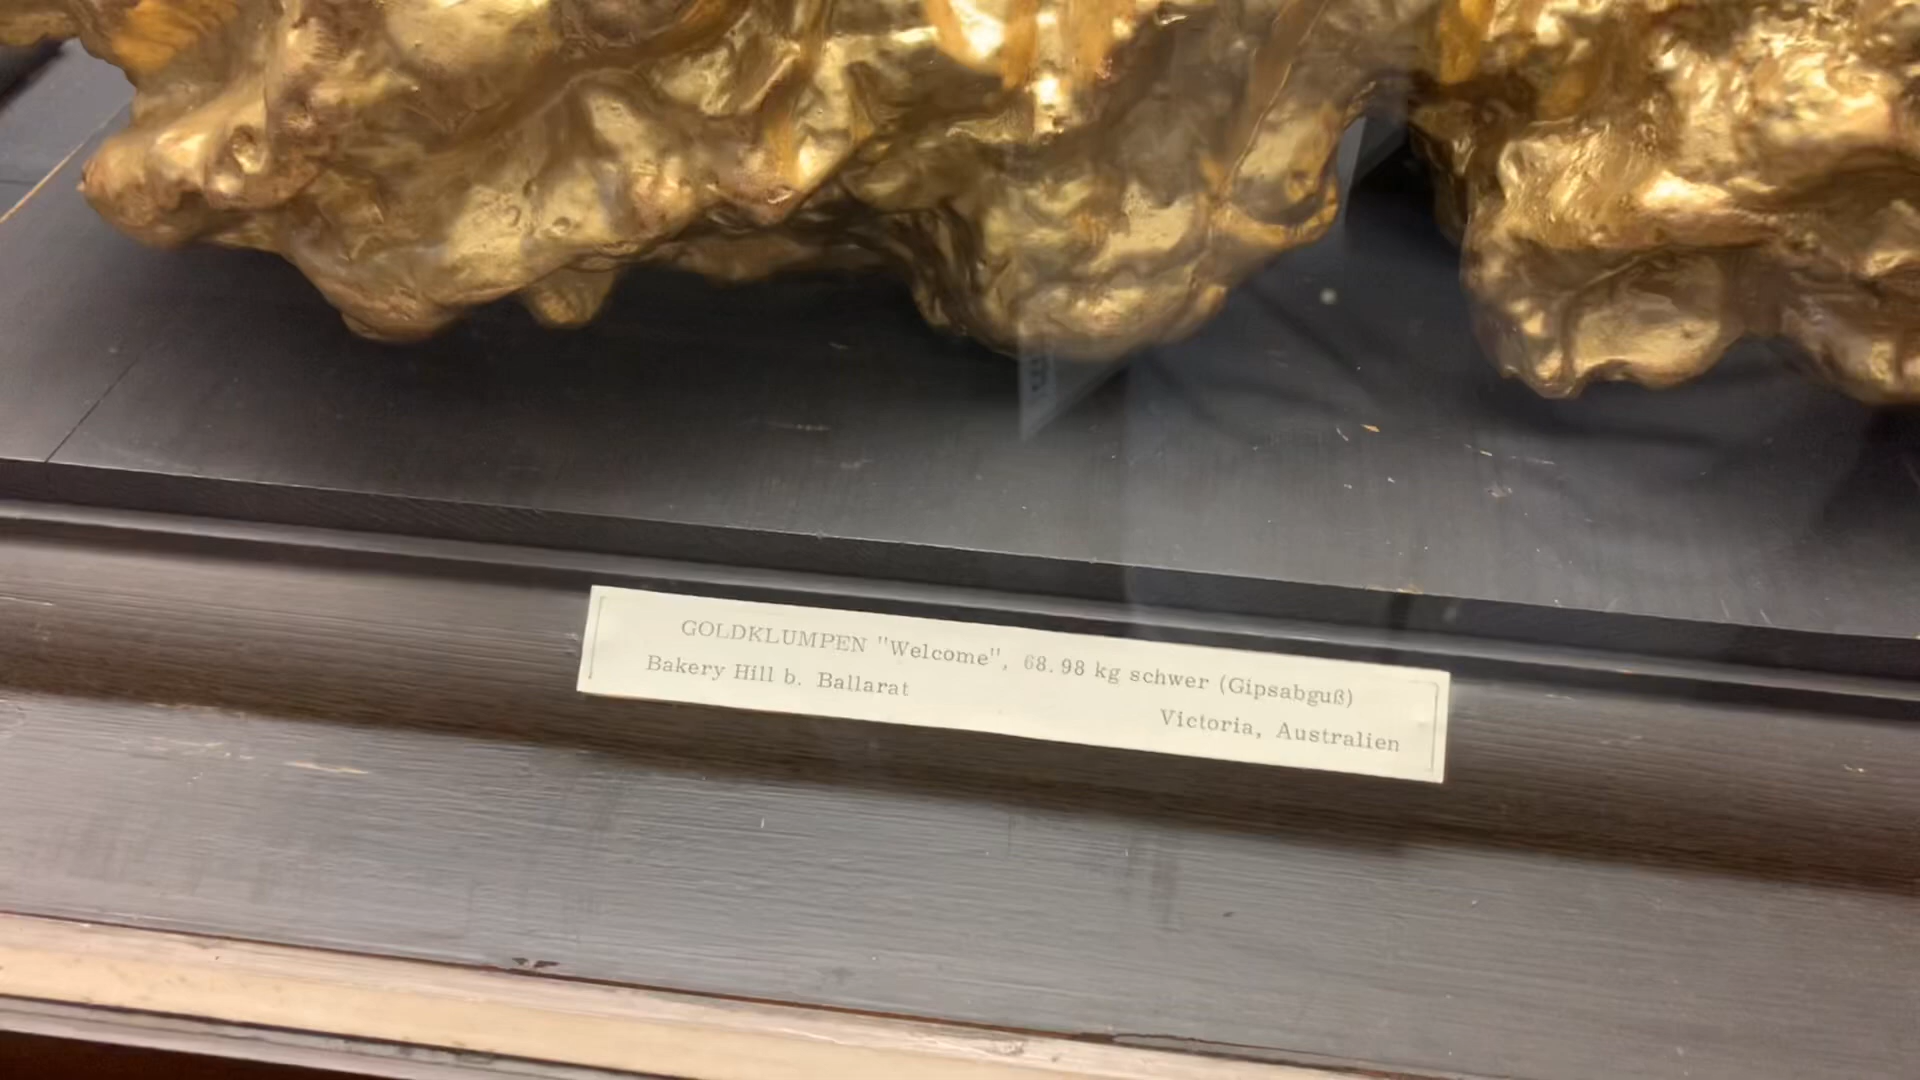 GOLDKLUMPEN "Welcome", 68.98 kg schwer (Gipsabguß)
Bakery Hill b. Ballarat
Victoria, Australien